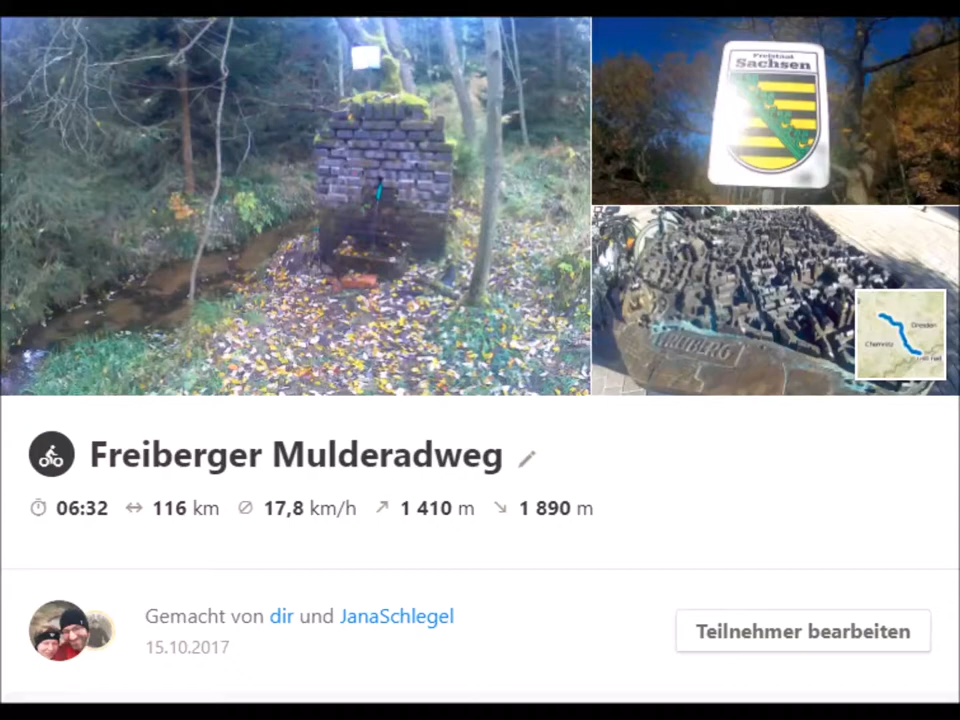 Freistaat
Sachsen
FREIBERG
Dresden
Chemnitz
Freiberger Mulderadweg
06:32 116 km 17,8 km/h 1 410 m 1 890 m
Gemacht von dir und JanaSchlegel
15.10.2017
Teilnehmer bearbeiten